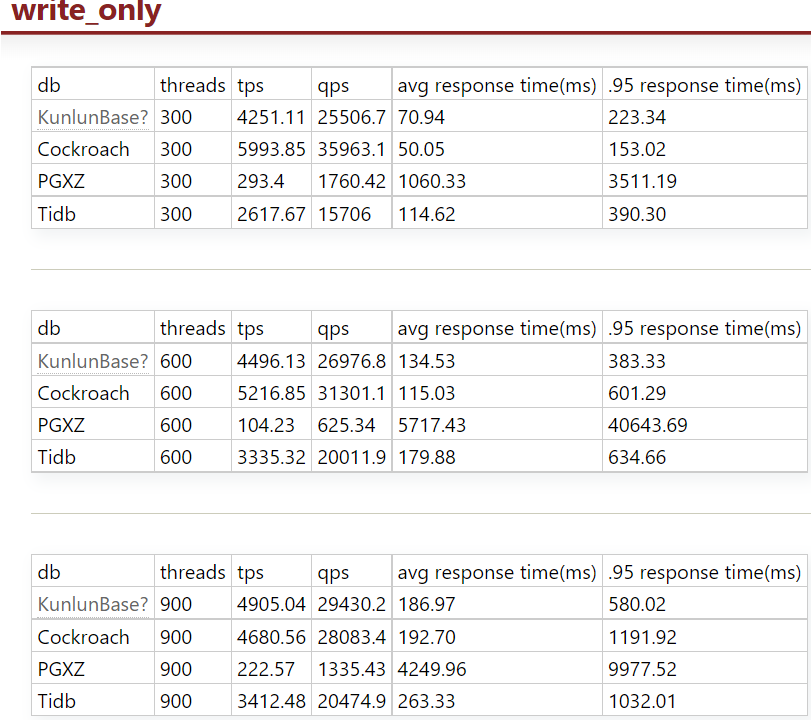 write_only
db threads tps qps avg response time(ms) .95 response time(ms)
KunlunBase? 300 4251.11 25506.7 70.94 223.34
Cockroach 300 5993.85 35963.1 50.05 153.02
PGXZ 300 293.4 1760.42 1060.33 3511.19
Tidb 300 2617.67 15706 114.62 390.30
db threads tps qps avg response time(ms) .95 response time(ms)
KunlunBase? 600 4496.13 26976.8 134.53 383.33
Cockroach 600 5216.85 31301.1 115.03 601.29
PGXZ 600 104.23 625.34 5717.43 40643.69
Tidb 600 3335.32 20011.9 179.88 634.66
db threads tps qps avg response time(ms) .95 response time(ms)
KunlunBase? 900 4905.04 29430.2 186.97 580.02
Cockroach 900 4680.56 28083.4 192.70 1191.92
PGXZ 900 222.57 1335.43 4249.96 9977.52
Tidb 900 3412.48 20474.9 263.33 1032.01